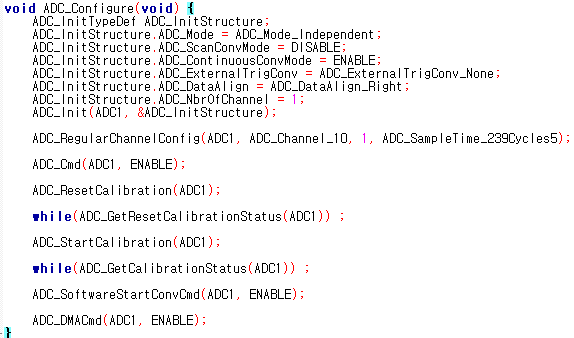 void ADC_Configure(void) {
ADC_InitTypeDef ADC_InitStructure;
ADC_InitStructure.ADC_Mode = ADC_Mode_Independent;
ADC_InitStructure.ADC_ScanConvMode = DISABLE;
ADC_InitStructure.ADC_ContinuousConvMode = ENABLE;
ADC_InitStructure.ADC_ExternalTrigConv = ADC_ExternalTrigConv_None;
ADC_InitStructure.ADC_DataAlign = ADC_DataAlign_Right;
ADC_InitStructure.ADC_NbrOfChannel = 1;
ADC_Init(ADC1, &ADC_InitStructure);
ADC_RegularChannelConfig(ADC1, ADC_Channel_10, 1, ADC_SampleTime_239Cycles5);
ADC_Cmd(ADC1, ENABLE);
ADC_ResetCalibration(ADC1);
while(ADC_GetResetCalibrationStatus(ADC1)) ;
ADC_StartCalibration(ADC1);
while(ADC_GetCalibrationStatus(ADC1)) ;
ADC_SoftwareStartConvCmd(ADC1, ENABLE);
ADC_DMACmd(ADC1, ENABLE);
}